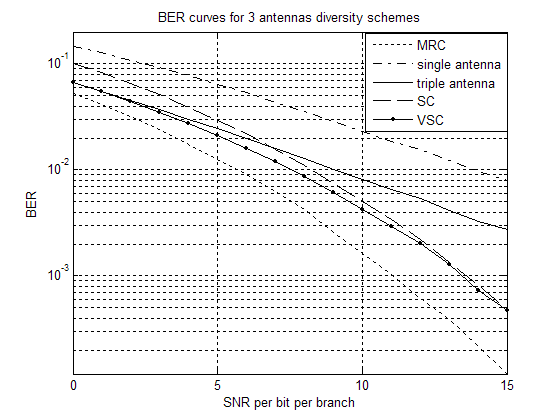 BER curves for 3 antennas diversity schemes
MRC
single antenna
triple antenna
SC
VSC
10^-1
10^-2
10^-3
BER
0 5 10 15
SNR per bit per branch